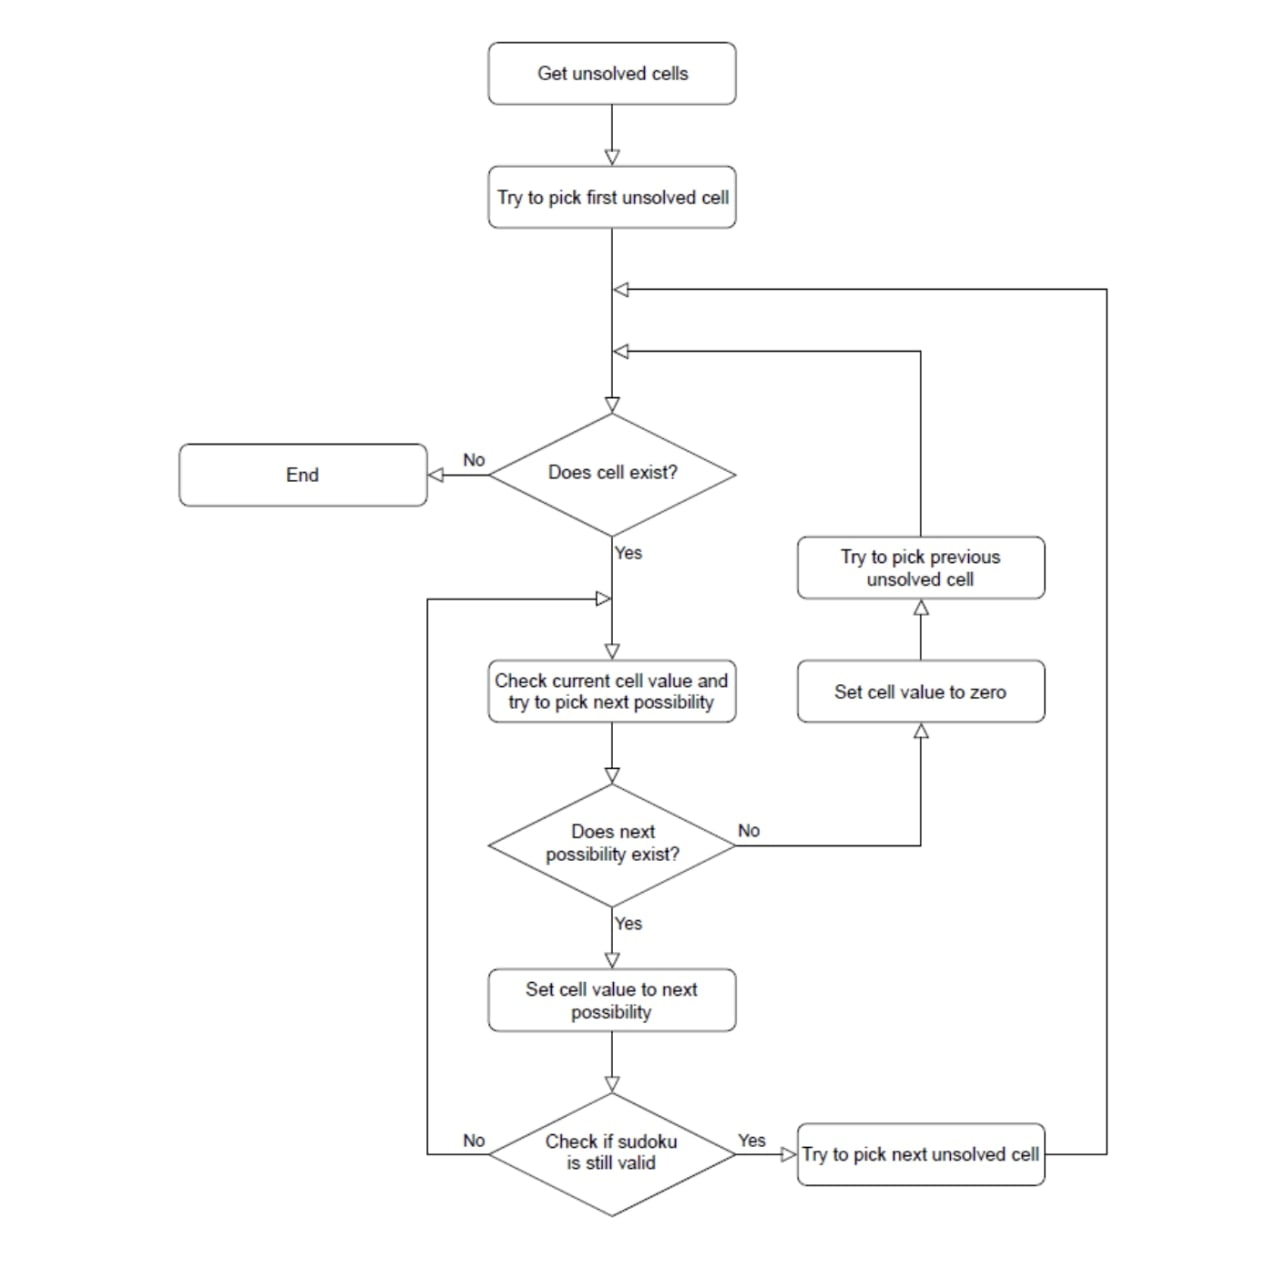 Get unsolved cells
Try to pick first unsolved cell
No
End
Does cell exist?
Yes
Try to pick previous
unsolved cell
Check current cell value and
try to pick next possibility
Set cell value to zero
Does next
possibility exist?
No
Yes
Set cell value to next
possibility
No
Check if sudoku
is still valid
Yes
Try to pick next unsolved cell